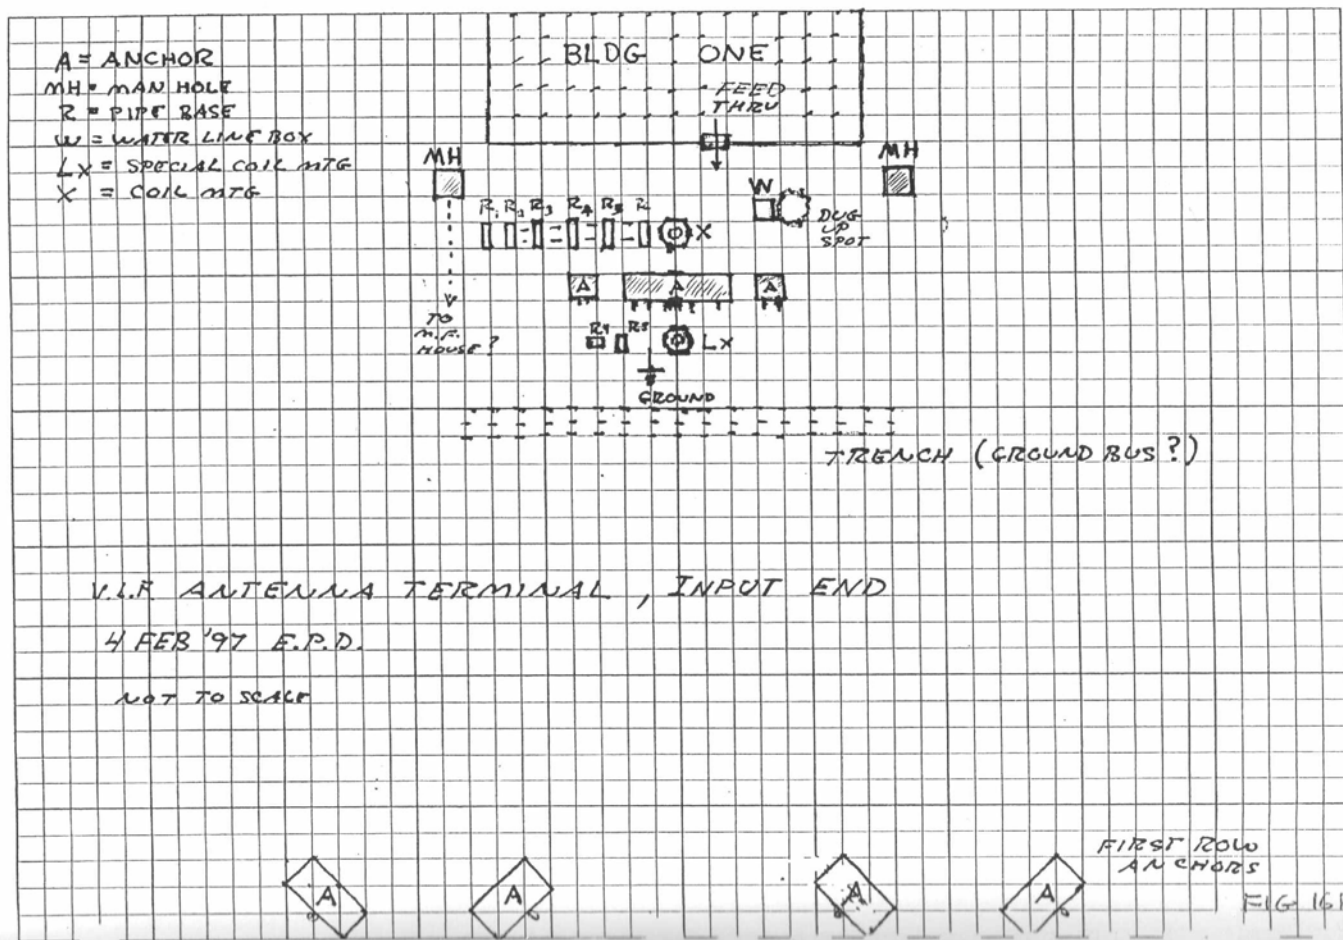 A = ANCHOR
MH = MAN HOLE
R = PIPE BASE
W = WATER LINE BOX
LX = SPECIAL COIL MTG
X = COIL MTG
BLDG ONE
FEED
THRU
MH
MH
W
DUG
UP
SPOT
R1 R2 R3 R4 R5 R
X
A
A
A
TO
M.F.
HOUSE?
R4 R5
LX
GROUND
TRENCH (GROUND BUS?)
V.L.F. ANTENNA TERMINAL, INPUT END
4 FEB '97 E.P.D.
NOT TO SCALE
FIRST ROW
ANCHORS
A
A
A
A